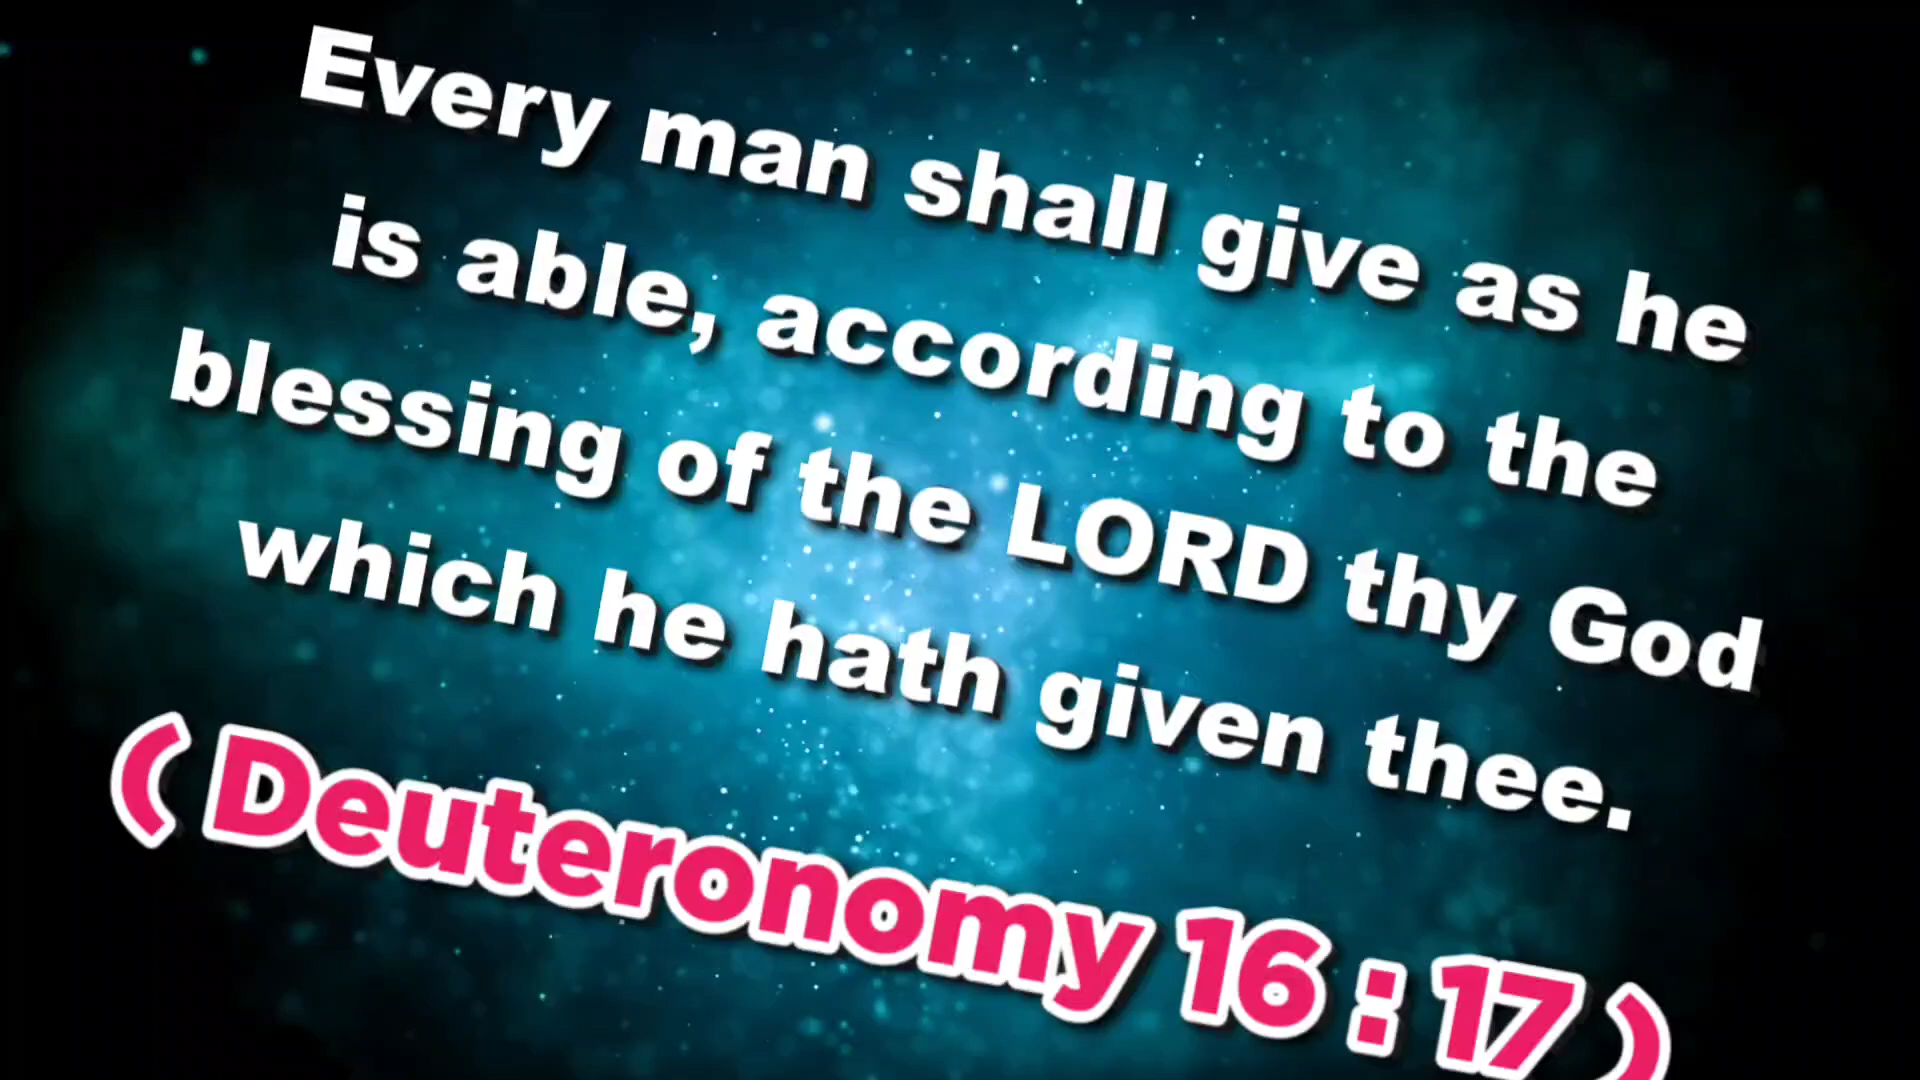 Every man shall give as he
is able, according to the
blessing of the LORD thy God
which he hath given thee.
( Deuteronomy 16 : 17 )